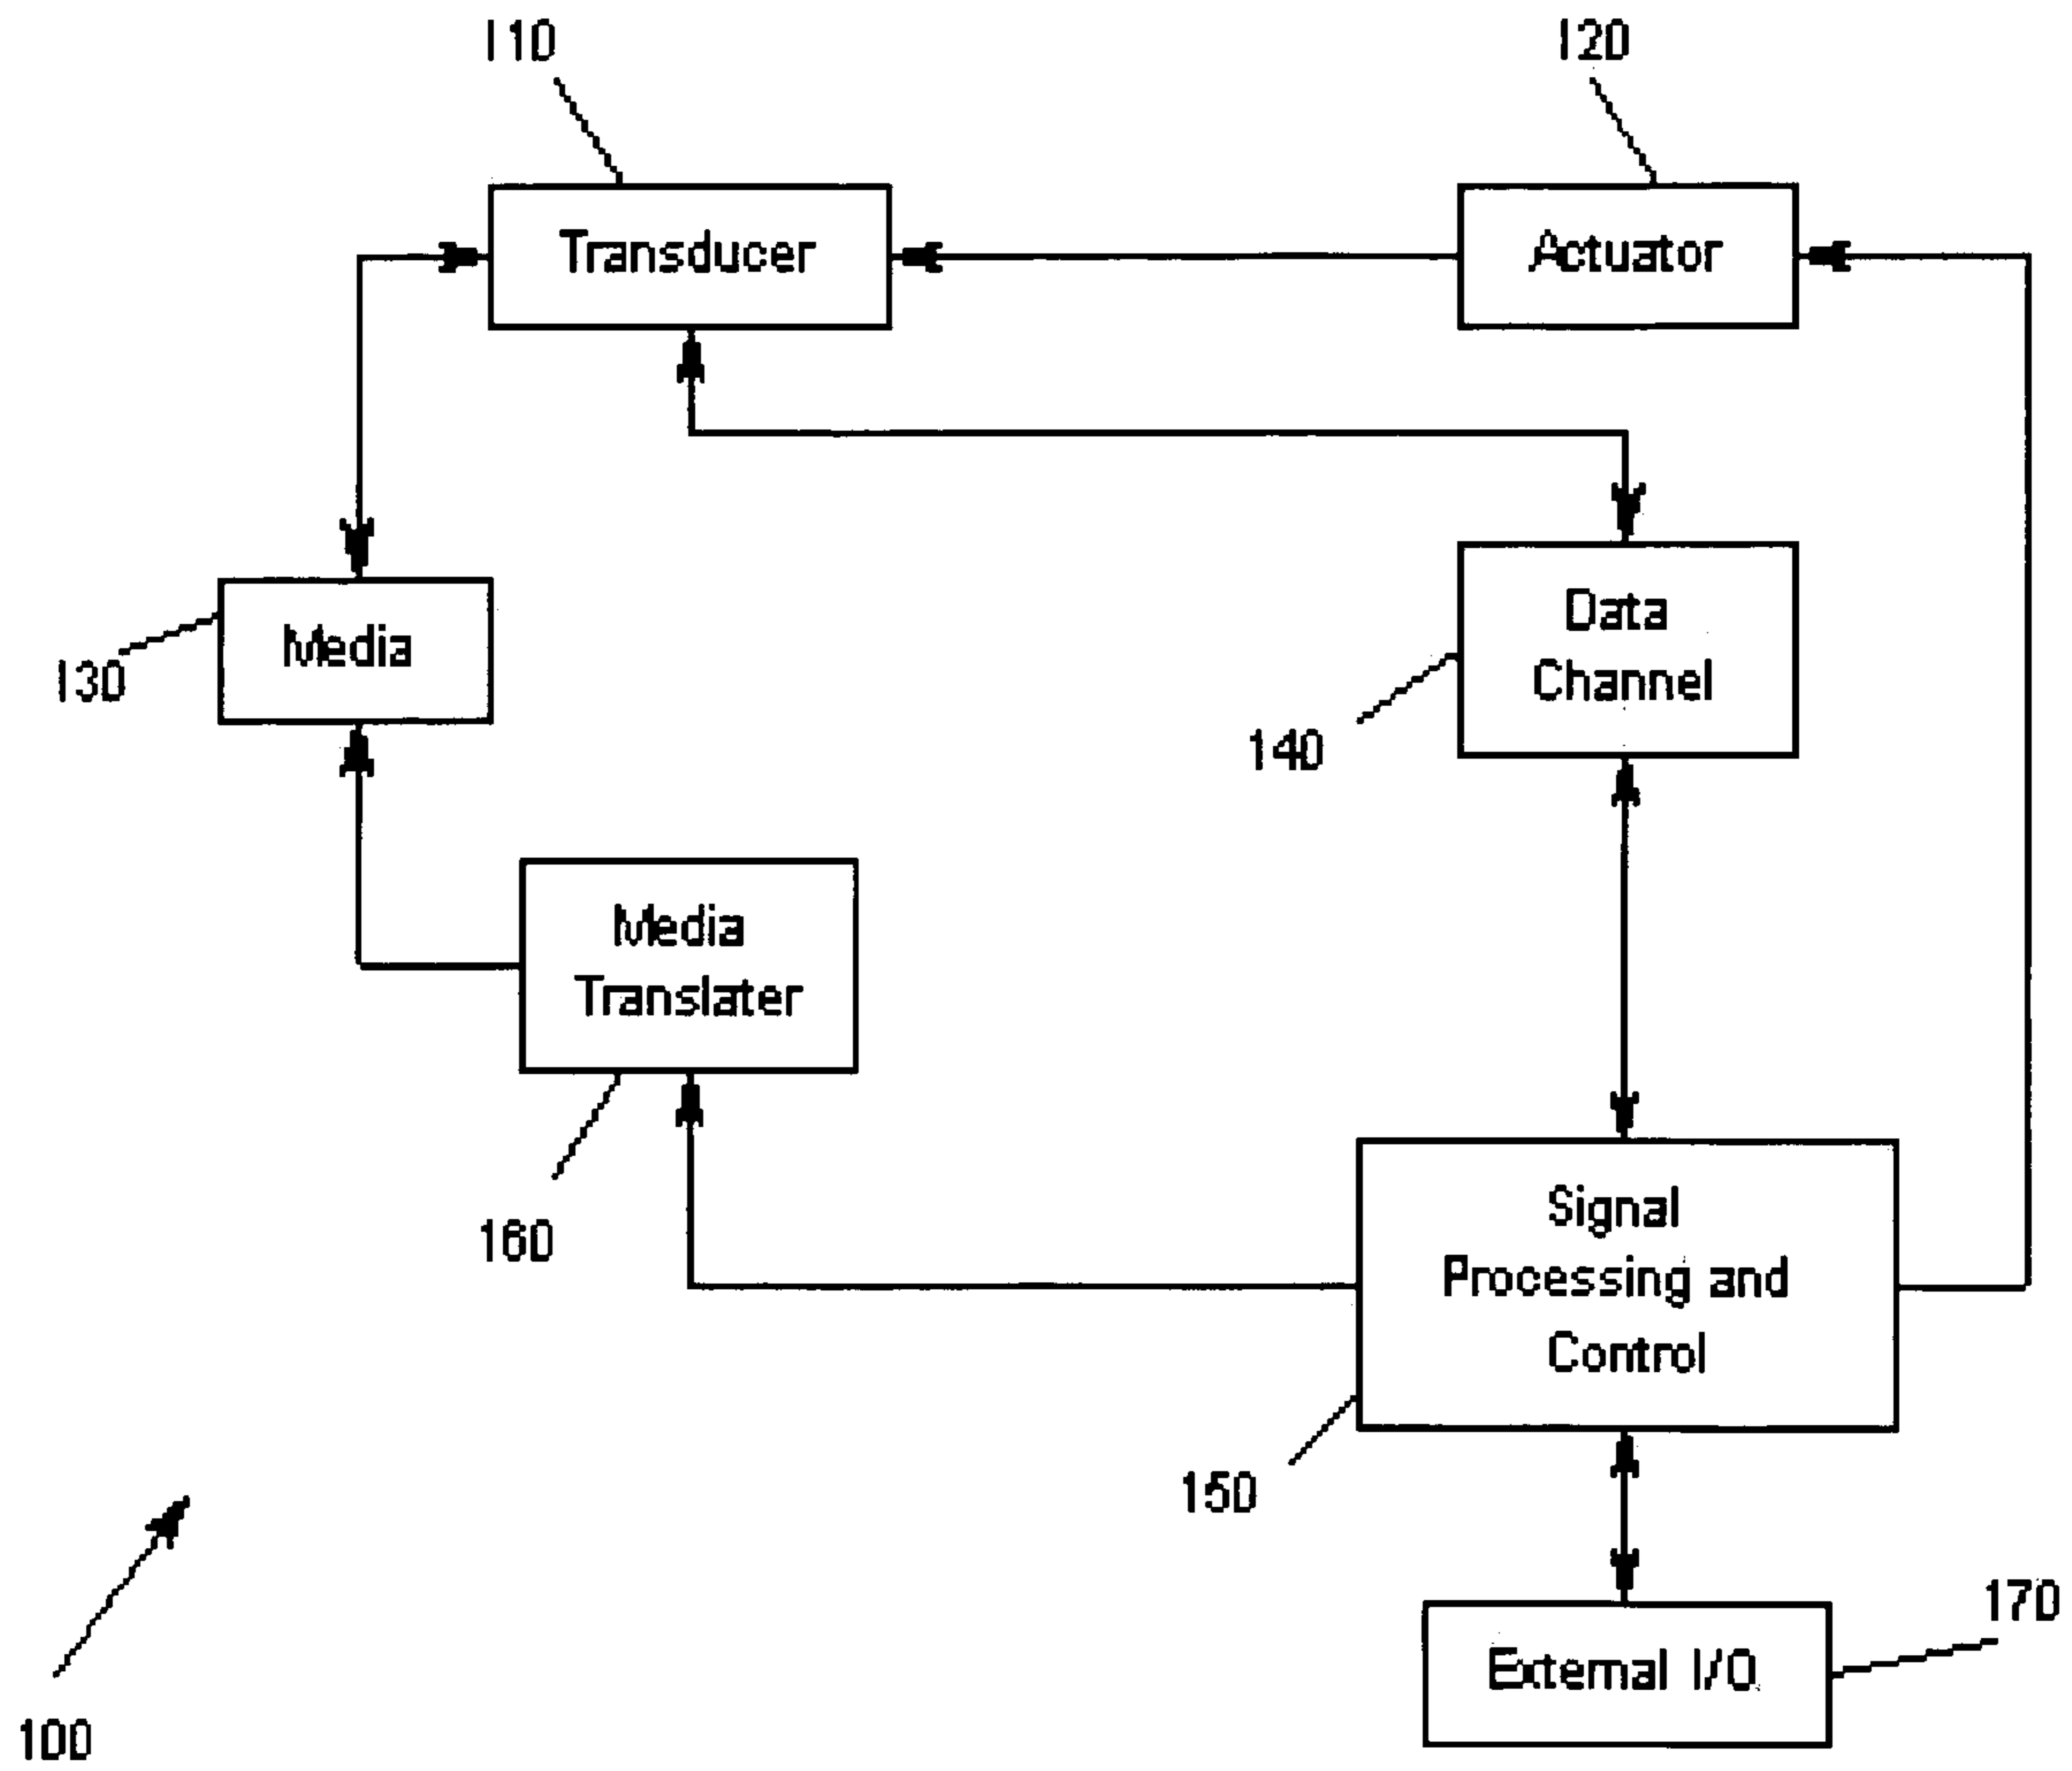 110
120
Transducer
Actuator
Media
130
Data
Channel
140
Media
Translater
160
Signal
Processing and
Control
150
170
External I/O
100